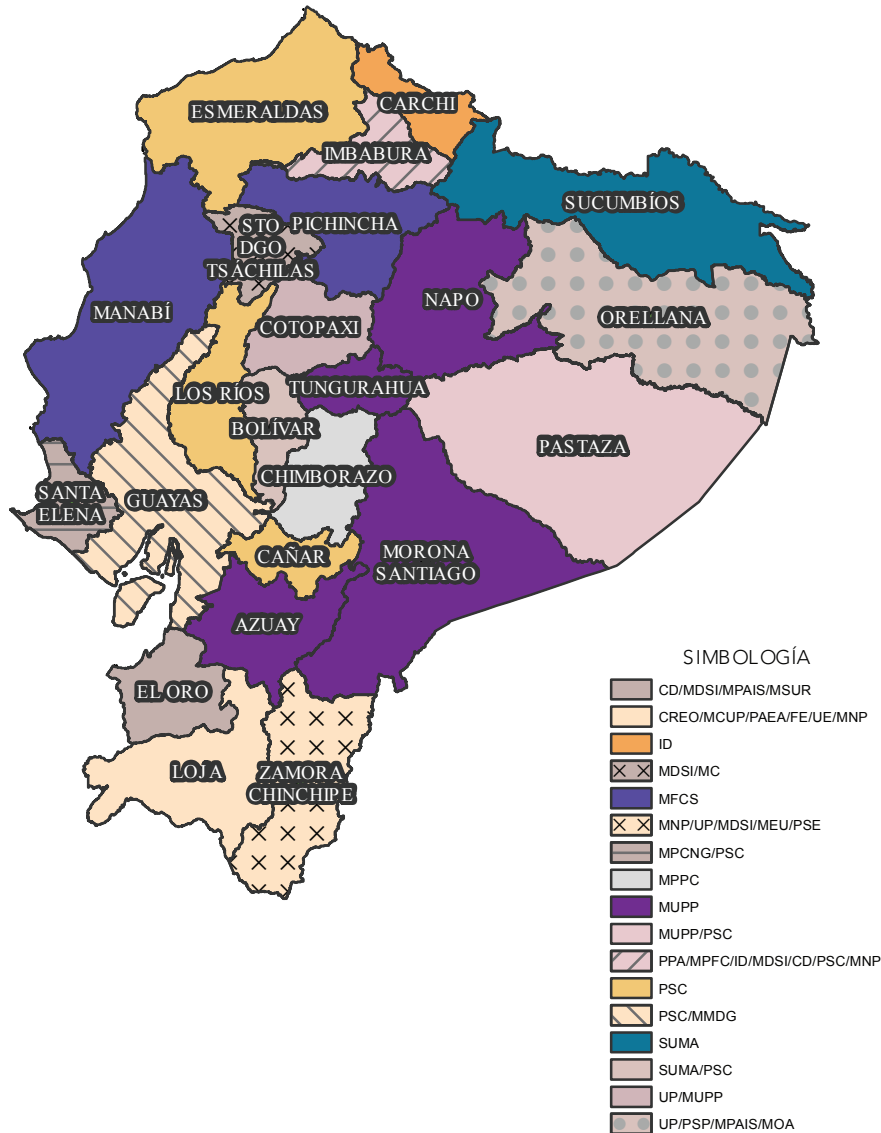 ESMERALDAS
CARCHI
IMBABURA
SUCUMBÍOS
STO
DGO
TSÁCHILAS
PICHINCHA
MANABÍ
NAPO
ORELLANA
COTOPAXI
LOS RÍOS
TUNGURAHUA
BOLÍVAR
PASTAZA
CHIMBORAZO
SANTA
ELENA
GUAYAS
CAÑAR
MORONA
SANTIAGO
AZUAY
EL ORO
LOJA
ZAMORA
CHINCHIPE
SIMBOLOGÍA
CD/MDSI/MPAIS/MSUR
CREO/MCUP/PAEA/FE/UE/MNP
ID
MDSI/MC
MFCS
MNP/UP/MDSI/MEU/PSE
MPCNG/PSC
MPPC
MUPP
MUPP/PSC
PPA/MPFC/ID/MDSI/CD/PSC/MNP
PSC
PSC/MMDG
SUMA
SUMA/PSC
UP/MUPP
UP/PSP/MPAIS/MOA